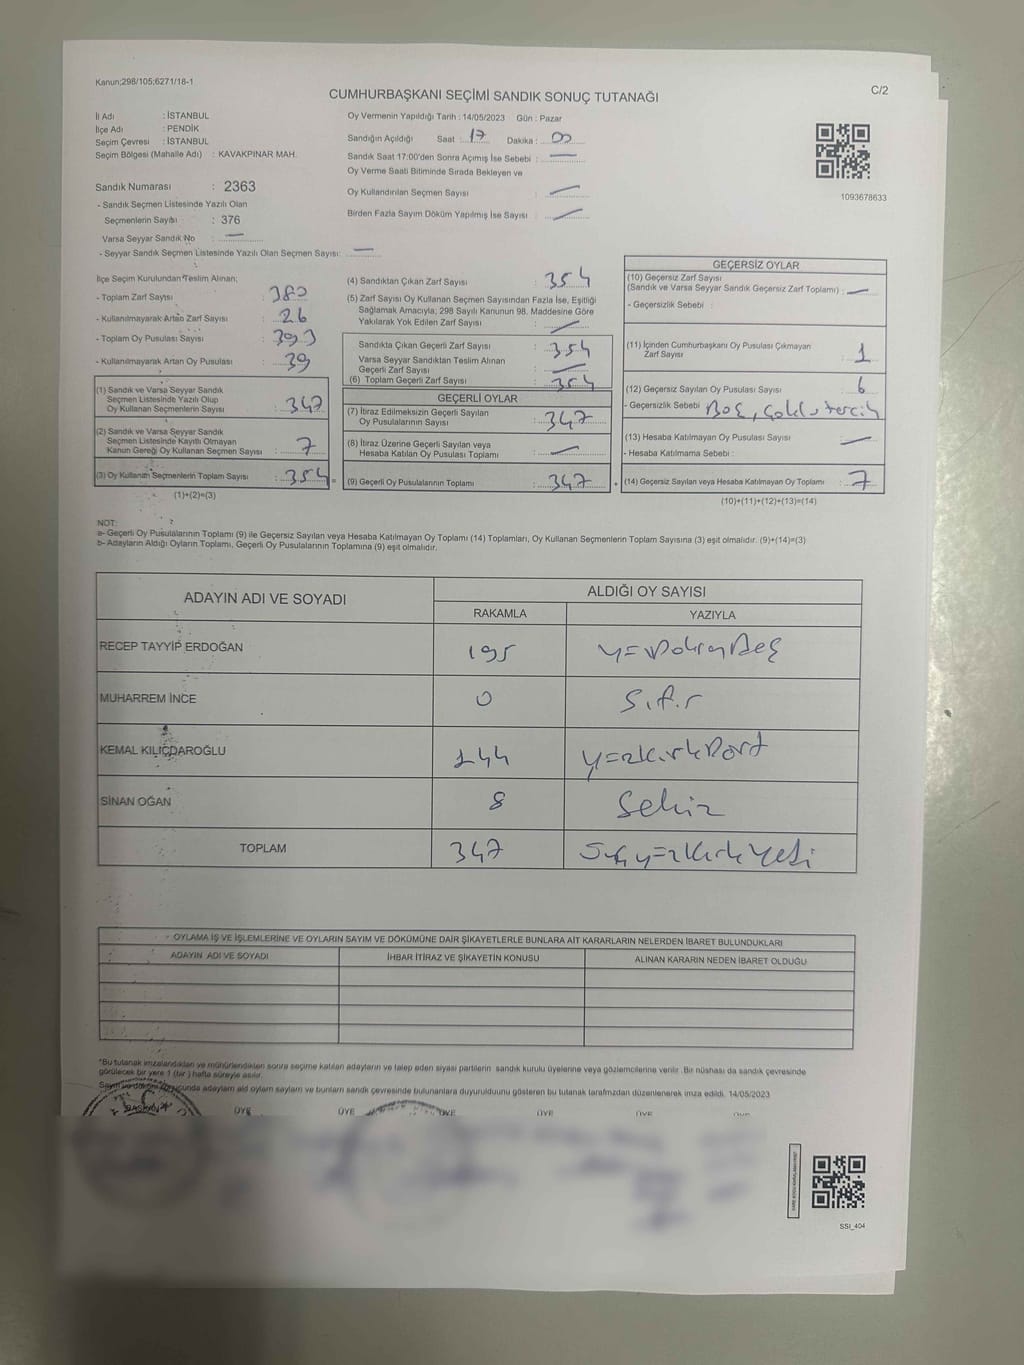 Kanun;298/105;6271/18-1
C/2
CUMHURBAŞKANI SEÇİMİ SANDIK SONUÇ TUTANAĞI
İl Adı : İSTANBUL
İlçe Adı : PENDİK
Seçim Çevresi : İSTANBUL
Seçim Bölgesi (Mahalle Adı) : KAVAKPINAR MAH.
Sandık Numarası : 2363
- Sandık Seçmen Listesinde Yazılı Olan
Seçmenlerin Sayısı : 376
Varsa Seyyar Sandık No : —
- Seyyar Sandık Seçmen Listesinde Yazılı Olan Seçmen Sayısı: —
Oy Vermenin Yapıldığı Tarih : 14/05/2023 Gün : Pazar
Sandığın Açıldığı Saat : 17 Dakika : 00
Sandık Saat 17:00'den Sonra Açımış İse Sebebi : —
Oy Verme Saati Bitiminde Sırada Bekleyen ve
Oy Kullandırılan Seçmen Sayısı : —
Birden Fazla Sayım Döküm Yapılmış İse Sayısı : —
1093678633
İlçe Seçim Kurulundan Teslim Alınan;
- Toplam Zarf Sayısı : 380
- Kullanılmayarak Artan Zarf Sayısı : 26
- Toplam Oy Pusulası Sayısı : 393
- Kullanılmayarak Artan Oy Pusulası : 39
(1) Sandık ve Varsa Seyyar Sandık
Seçmen Listesinde Yazılı Olup
Oy Kullanan Seçmenlerin Sayısı : 347
(2) Sandık ve Varsa Seyyar Sandık
Seçmen Listesinde Kayıtlı Olmayan
Kanun Gereği Oy Kullanan Seçmen Sayısı : 7
(3) Oy Kullanan Seçmenlerin Toplam Sayısı : 354
(1)+(2)=(3)
(4) Sandıktan Çıkan Zarf Sayısı : 354
(5) Zarf Sayısı Oy Kullanan Seçmen Sayısından Fazla İse, Eşitliği
Sağlamak Amacıyla, 298 Sayılı Kanunun 98. Maddesine Göre
Yakılarak Yok Edilen Zarf Sayısı : —
Sandıkta Çıkan Geçerli Zarf Sayısı : 354
Varsa Seyyar Sandıktan Teslim Alınan
Geçerli Zarf Sayısı : —
(6) Toplam Geçerli Zarf Sayısı : 354
GEÇERLİ OYLAR
(7) İtiraz Edilmeksizin Geçerli Sayılan
Oy Pusulalarının Sayısı : 347
(8) İtiraz Üzerine Geçerli Sayılan veya
Hesaba Katılan Oy Pusulası Toplamı : —
(9) Geçerli Oy Pusulalarının Toplamı : 347
GEÇERSİZ OYLAR
(10) Geçersiz Zarf Sayısı
(Sandık ve Varsa Seyyar Sandık Geçersiz Zarf Toplamı) : —
- Geçersizlik Sebebi :
(11) İçinden Cumhurbaşkanı Oy Pusulası Çıkmayan
Zarf Sayısı : 1
(12) Geçersiz Sayılan Oy Pusulası Sayısı : 6
- Geçersizlik Sebebi Boş, Çoklu tercih
(13) Hesaba Katılmayan Oy Pusulası Sayısı : —
- Hesaba Katılmama Sebebi :
(14) Geçersiz Sayılan veya Hesaba Katılmayan Oy Toplamı : 7
(10)+(11)+(12)+(13)=(14)
NOT:
a- Geçerli Oy Pusulalarının Toplamı (9) ile Geçersiz Sayılan veya Hesaba Katılmayan Oy Toplamı (14) Toplamları, Oy Kullanan Seçmenlerin Toplam Sayısına (3) eşit olmalıdır. (9)+(14)=(3)
b- Adayların Aldığı Oyların Toplamı, Geçerli Oy Pusulalarının Toplamına (9) eşit olmalıdır.
ADAYIN ADI VE SOYADI
ALDIĞI OY SAYISI
RAKAMLA YAZIYLA
RECEP TAYYİP ERDOĞAN 195 yüzDoksanBeş
MUHARREM İNCE 0 Sıfır
KEMAL KILIÇDAROĞLU 144 yüzkırkDört
SİNAN OĞAN 8 Sekiz
TOPLAM 347 üçyüzkırkyedi
OYLAMA İŞ VE İŞLEMLERİNE VE OYLARIN SAYIM VE DÖKÜMÜNE DAİR ŞİKAYETLERLE BUNLARA AİT KARARLARIN NELERDEN İBARET BULUNDUKLARI
ADAYIN ADI VE SOYADI İHBAR İTİRAZ VE ŞİKAYETİN KONUSU ALINAN KARARIN NEDEN İBARET OLDUĞU
*Bu tutanak imzalandıktan ve mühürlendikten sonra seçime katılan adayların ve talep eden siyasi partilerin sandık kurulu üyelerine veya gözlemcilerine verilir. Bir nüshası da sandık çevresinde
görülecek bir yere 1 (bir) hafta süreyle asılır.
Sayım ve döküm sonucunda adayların ald oyların sayların ve bunların sandık çevresinde bulunanlara duyurulduunu gösteren bu tutanak tarafmzdan düzenlenerek imza edildi. 14/05/2023
BAŞKAN ÜYE ÜYE ÜYE ÜYE ÜYE
SSİ_404